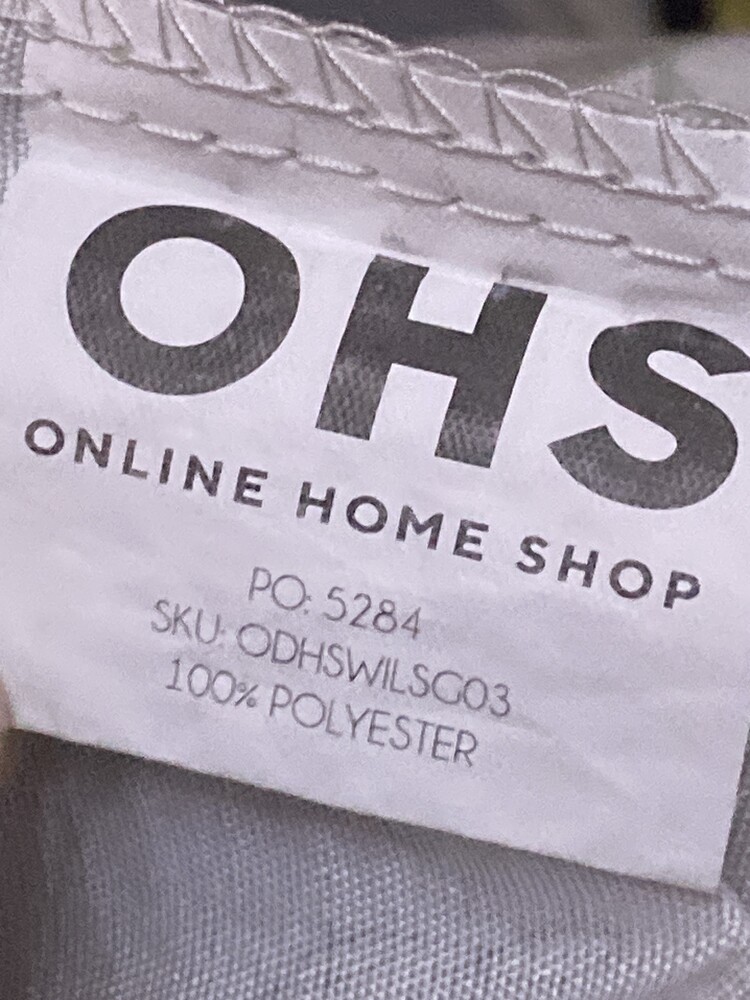 OHS
ONLINE HOME SHOP
PO: 5284
SKU: ODHSWILSG03
100% POLYESTER